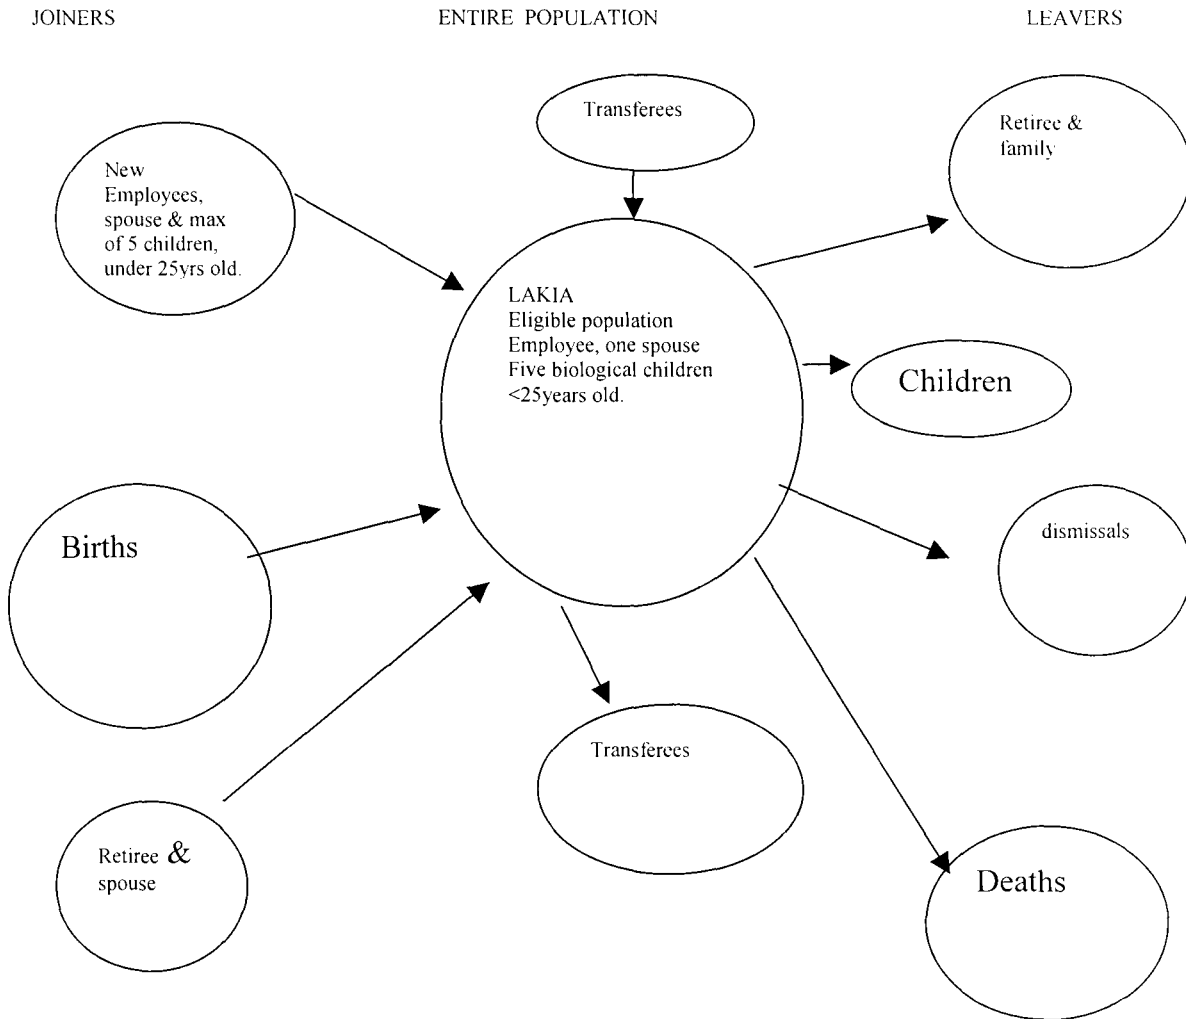 JOINERS
ENTIRE POPULATION
LEAVERS
Transferees
Retiree &
family
New
Employees,
spouse & max
of 5 children,
under 25yrs old.
LAKIA
Eligible population
Employee, one spouse
Five biological children
<25years old.
Children
Births
dismissals
Transferees
Retiree &
spouse
Deaths